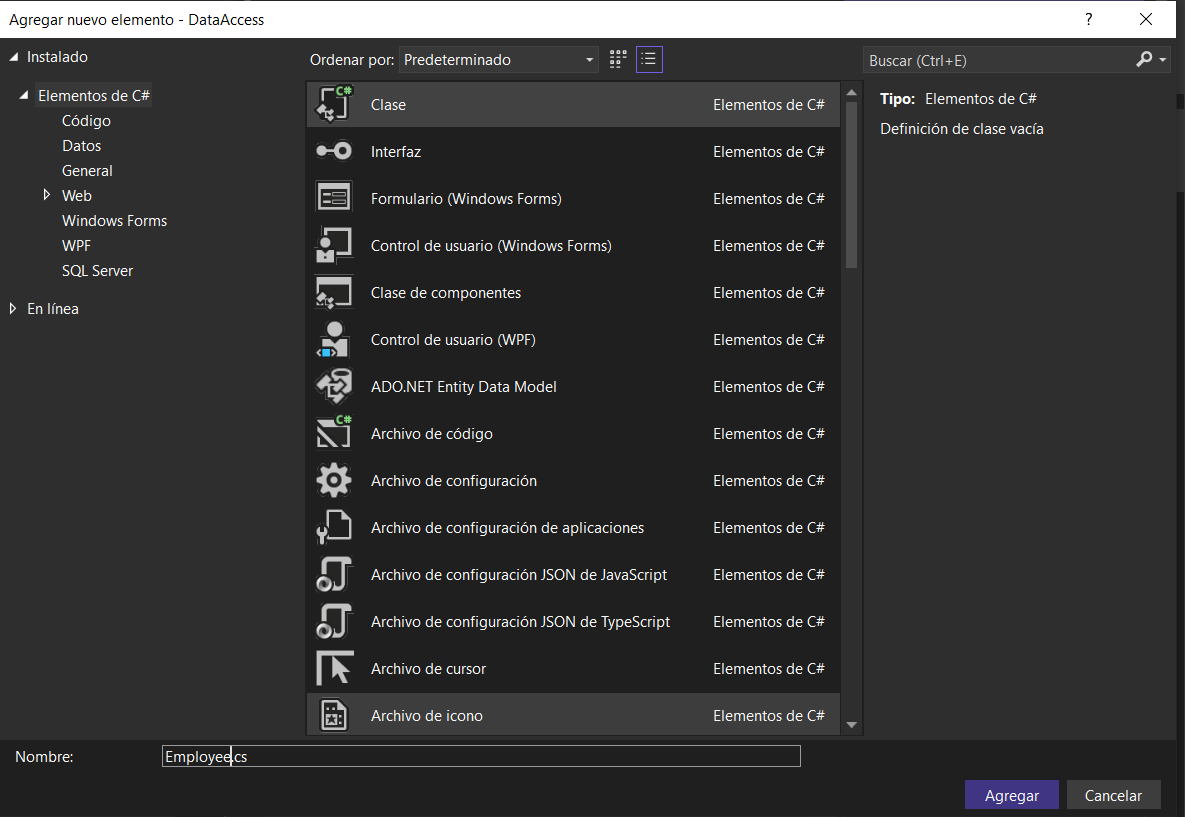 Agregar nuevo elemento - DataAccess
?
Instalado
Ordenar por: Predeterminado
Buscar (Ctrl+E)
Elementos de C#
Código
Datos
General
Web
Windows Forms
WPF
SQL Server
En línea
C# Clase Elementos de C#
Interfaz Elementos de C#
Formulario (Windows Forms) Elementos de C#
Control de usuario (Windows Forms) Elementos de C#
Clase de componentes Elementos de C#
Control de usuario (WPF) Elementos de C#
ADO.NET Entity Data Model Elementos de C#
C# Archivo de código Elementos de C#
Archivo de configuración Elementos de C#
Archivo de configuración de aplicaciones Elementos de C#
Archivo de configuración JSON de JavaScript Elementos de C#
Archivo de configuración JSON de TypeScript Elementos de C#
Archivo de cursor Elementos de C#
Archivo de icono Elementos de C#
Tipo: Elementos de C#
Definición de clase vacía
Nombre: Employee.cs
Agregar Cancelar